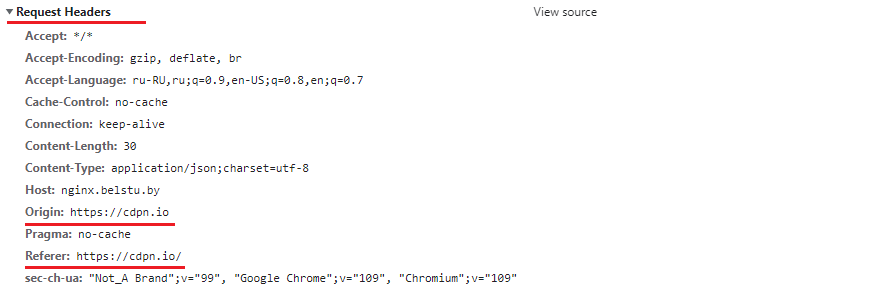 Request Headers View source
Accept: */*
Accept-Encoding: gzip, deflate, br
Accept-Language: ru-RU,ru;q=0.9,en-US;q=0.8,en;q=0.7
Cache-Control: no-cache
Connection: keep-alive
Content-Length: 30
Content-Type: application/json;charset=utf-8
Host: nginx.belstu.by
Origin: https://cdpn.io
Pragma: no-cache
Referer: https://cdpn.io/
sec-ch-ua: "Not_A Brand";v="99", "Google Chrome";v="109", "Chromium";v="109"